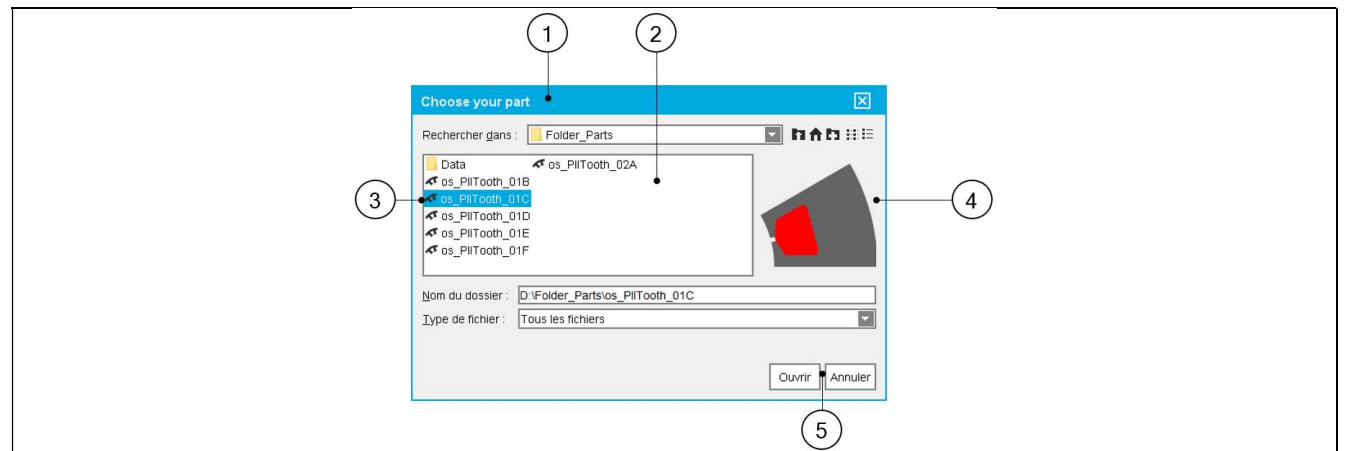 1
2
Choose your part
Rechercher dans :
Folder_Parts
Data
os_PllTooth_02A
os_PllTooth_01B
3
os_PllTooth_01C
4
os_PllTooth_01D
os_PllTooth_01E
os_PllTooth_01F
Nom du dossier :
D:\Folder_Parts\os_PllTooth_01C
Type de fichier :
Tous les fichiers
Ouvrir
Annuler
5